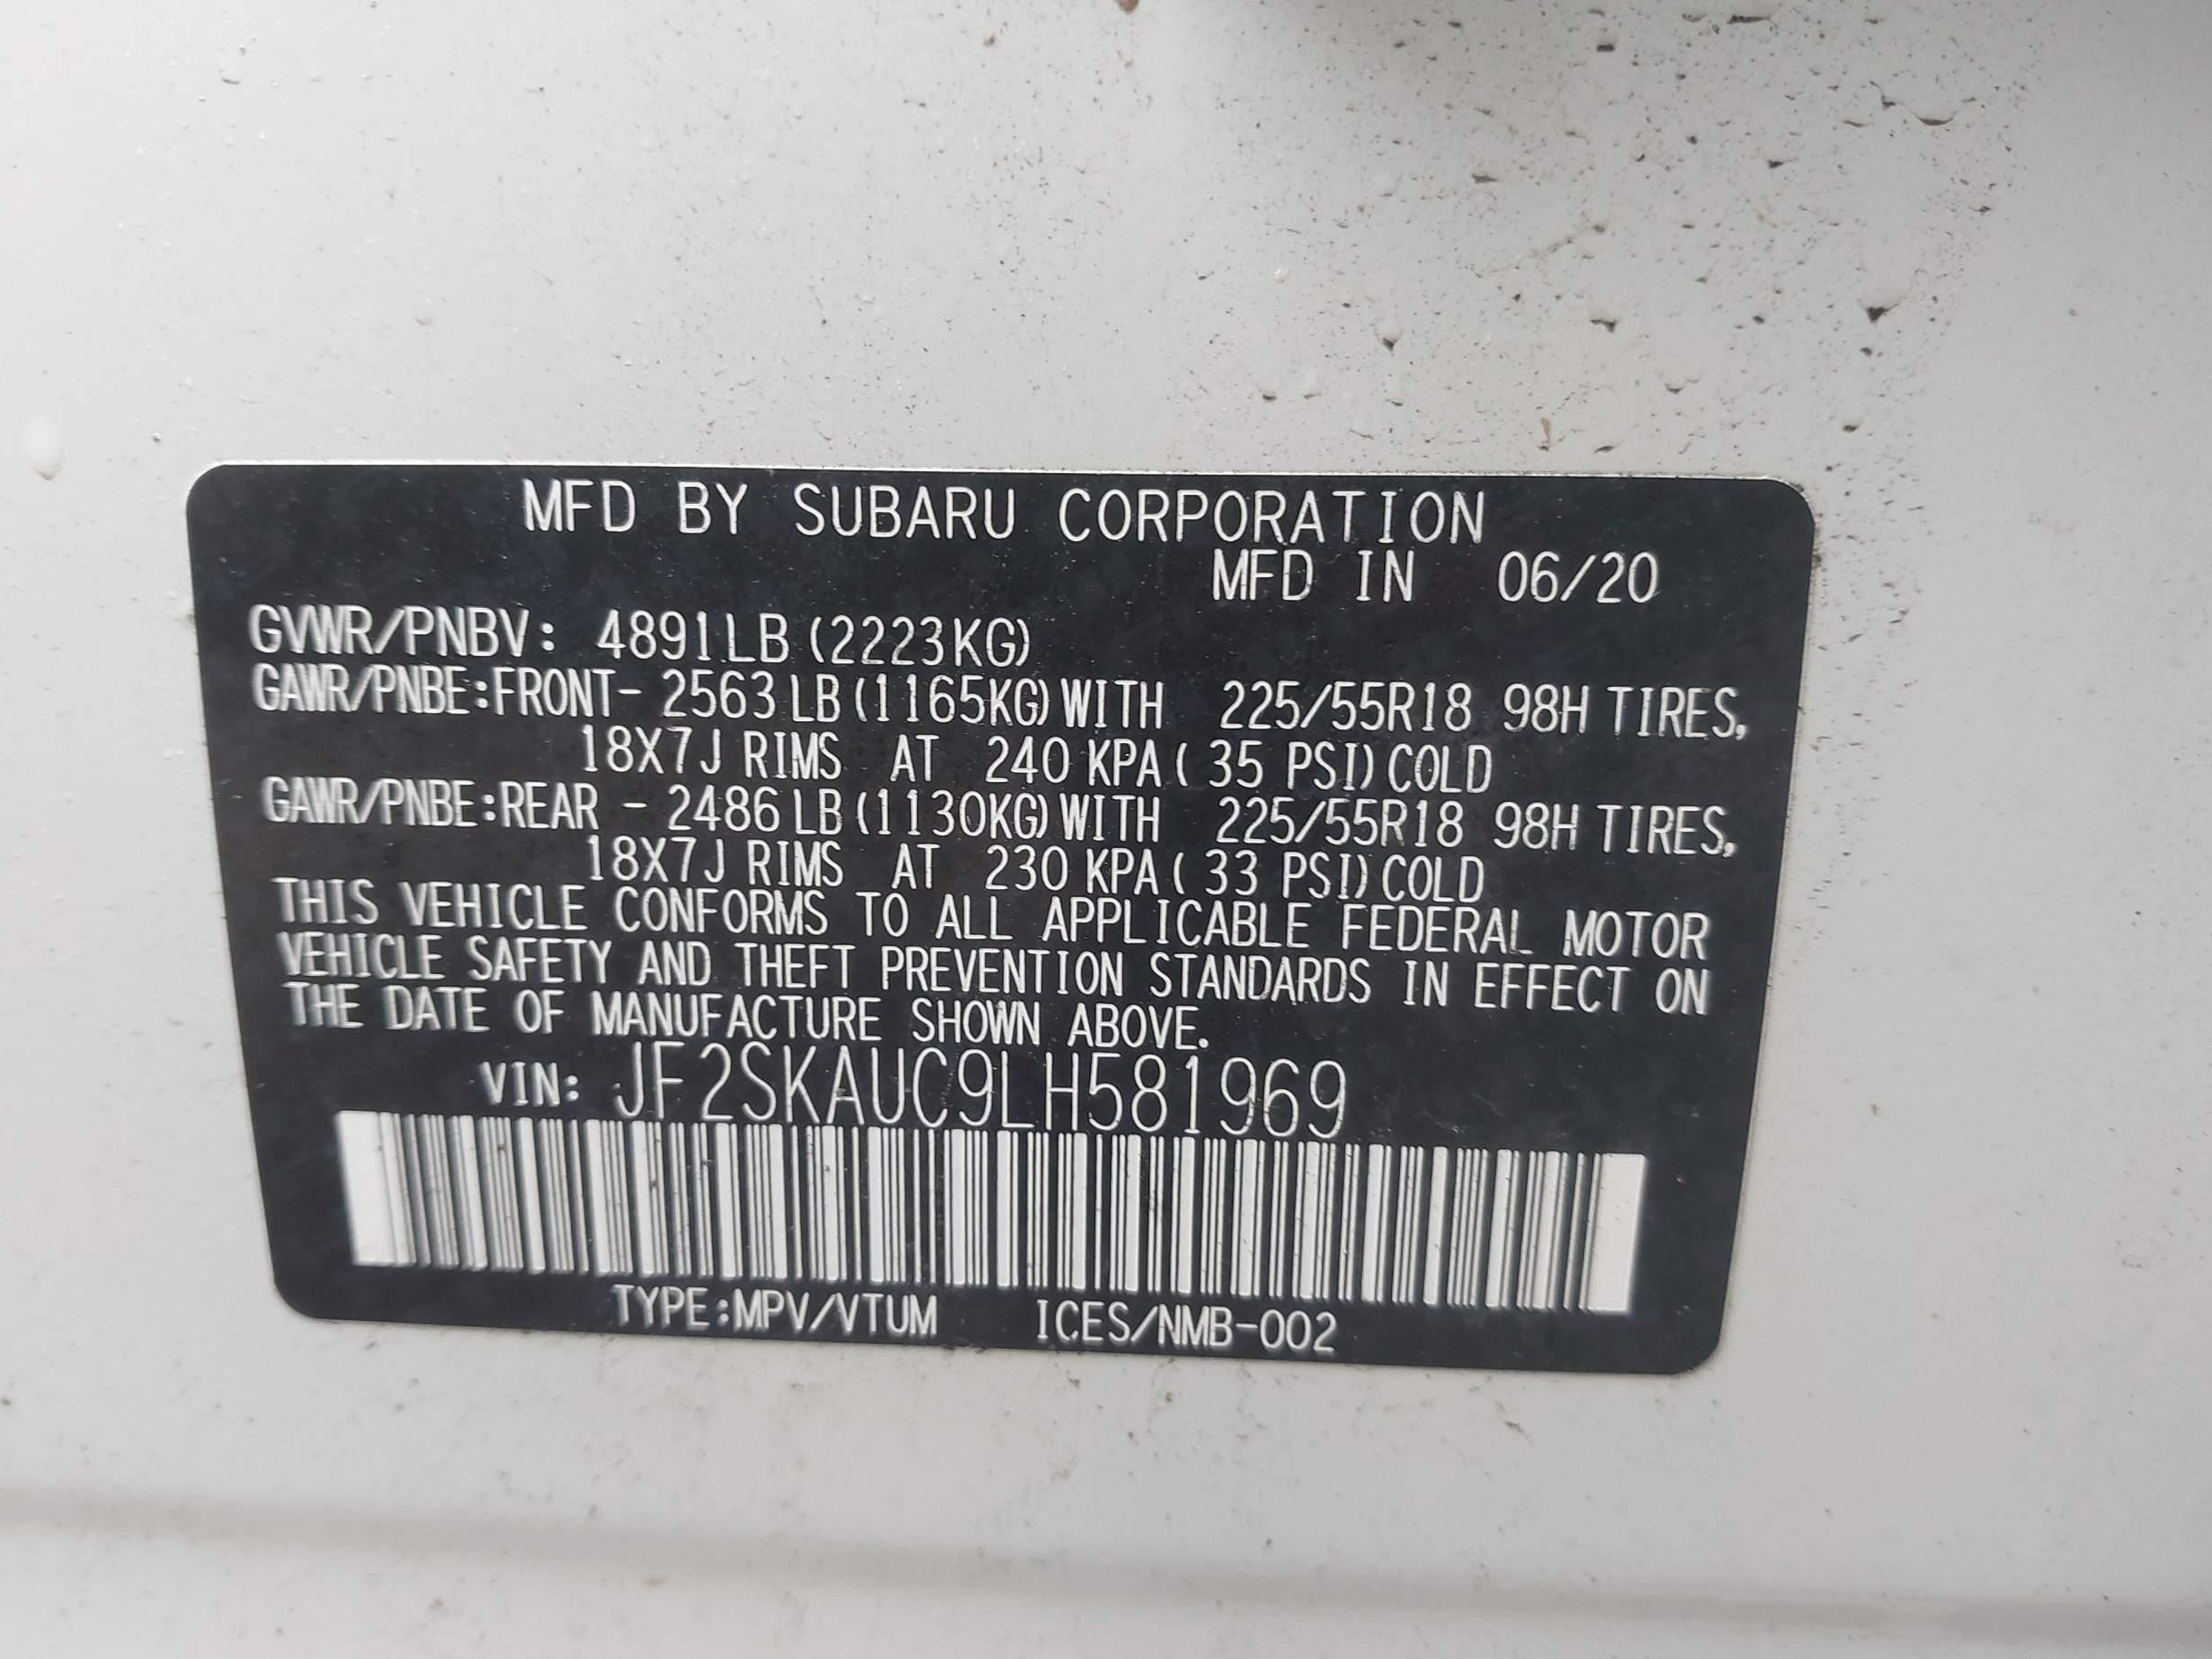 MFD BY SUBARU CORPORATION
MFD IN 06/20
GVWR/PNBV: 4891LB (2223KG)
GAWR/PNBE:FRONT- 2563 LB (1165KG) WITH 225/55R18 98H TIRES,
18X7J RIMS AT 240 KPA ( 35 PSI) COLD
GAWR/PNBE:REAR - 2486 LB (1130KG) WITH 225/55R18 98H TIRES,
18X7J RIMS AT 230 KPA ( 33 PSI) COLD
THIS VEHICLE CONFORMS TO ALL APPLICABLE FEDERAL MOTOR
VEHICLE SAFETY AND THEFT PREVENTION STANDARDS IN EFFECT ON
THE DATE OF MANUFACTURE SHOWN ABOVE.
VIN: JF2SKAUC9LH581969
TYPE:MPV/VTUM ICES/NMB-002